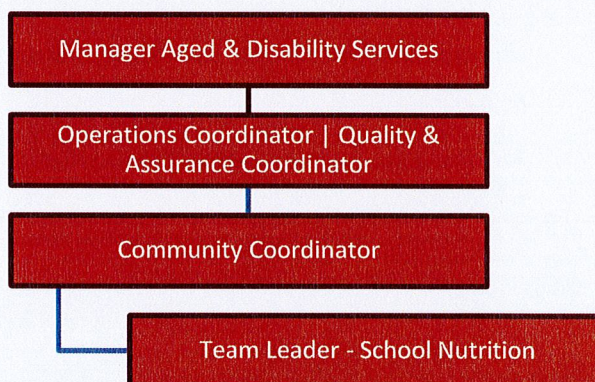 Manager Aged & Disability Services
Operations Coordinator | Quality &
Assurance Coordinator
Community Coordinator
Team Leader - School Nutrition